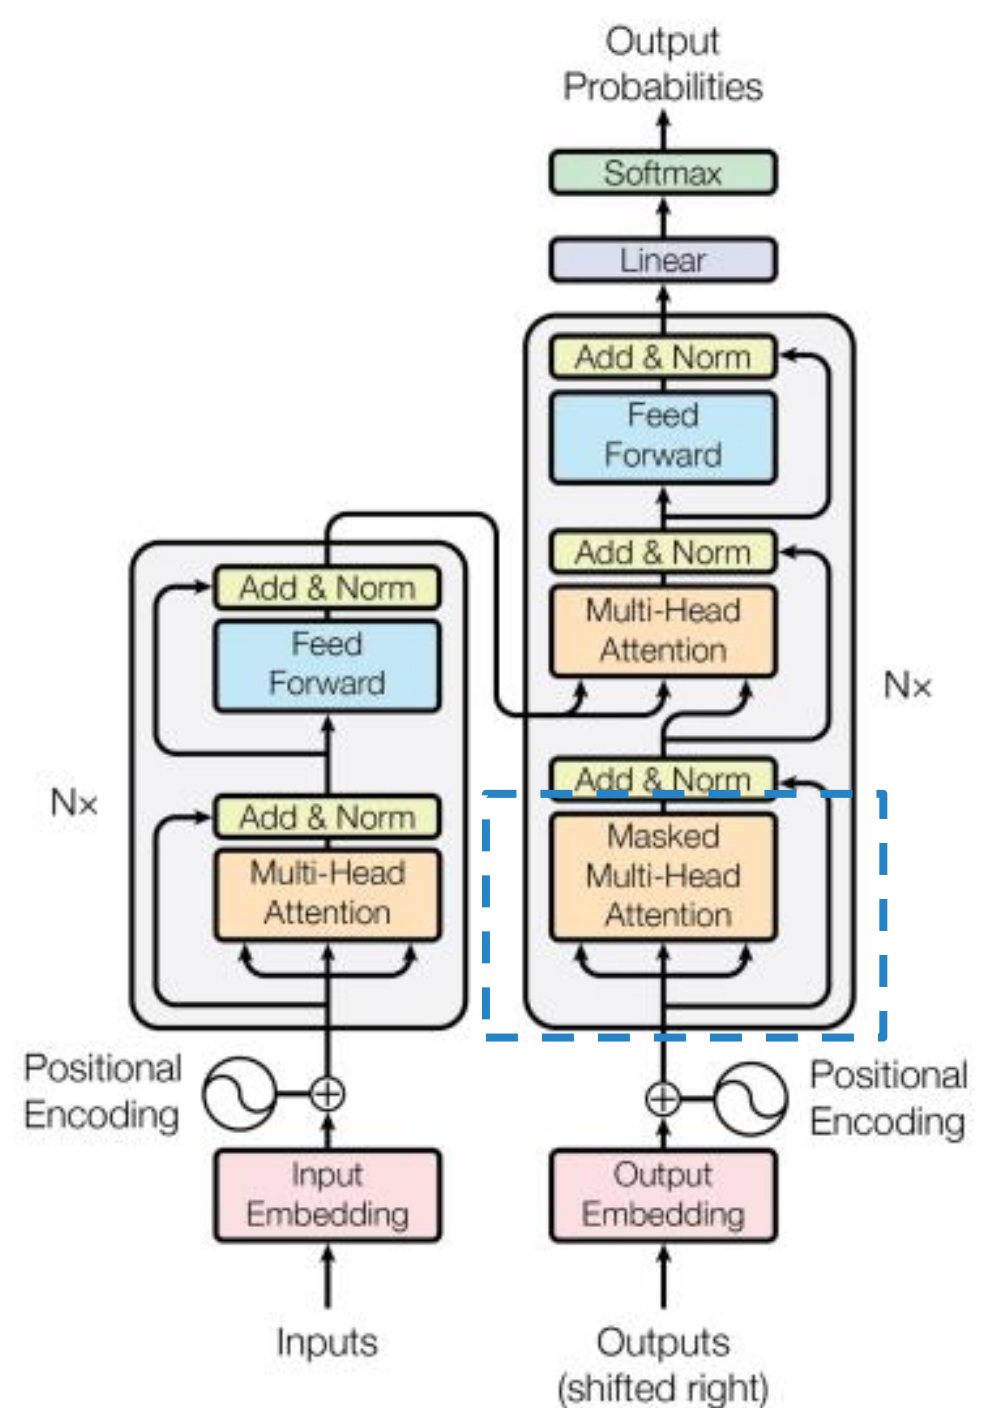 Output
Probabilities
Softmax
Linear
Add & Norm
Feed
Forward
Add & Norm
Multi-Head
Attention
Nx
Add & Norm
Masked
Multi-Head
Attention
Add & Norm
Feed
Forward
Nx
Add & Norm
Multi-Head
Attention
Positional
Encoding
Positional
Encoding
Input
Embedding
Output
Embedding
Inputs
Outputs
(shifted right)